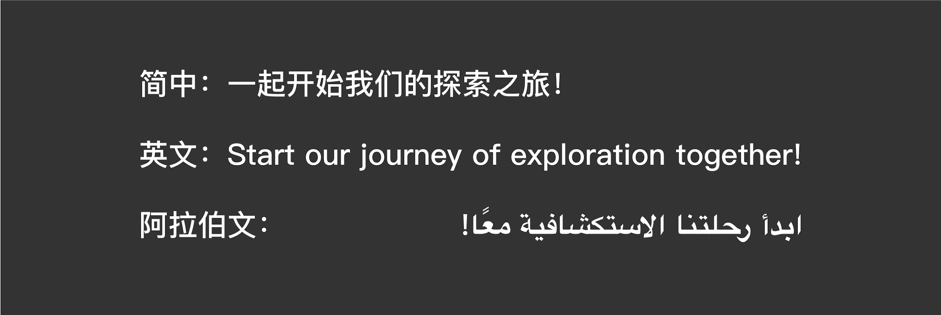 简中：一起开始我们的探索之旅！
英文：Start our journey of exploration together!
阿拉伯文： ابدأ رحلتنا الاستكشافية معًا!